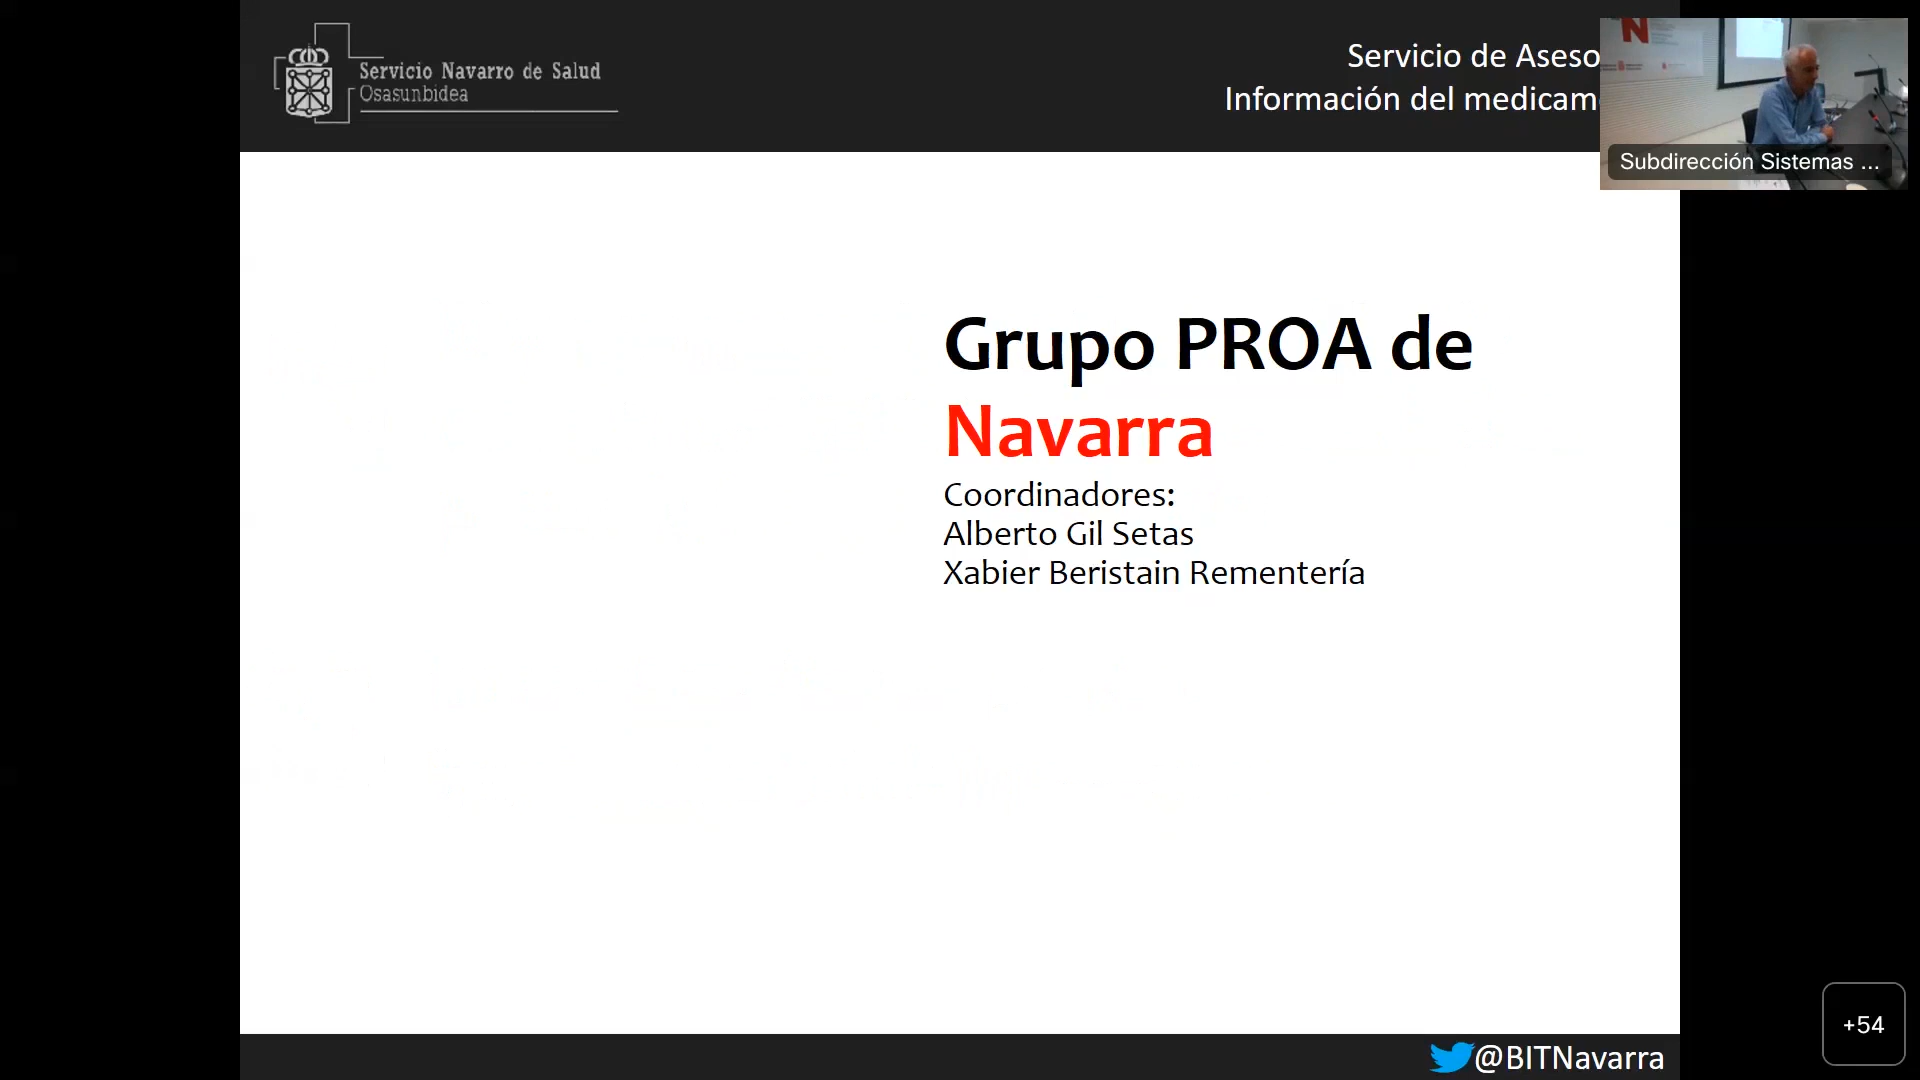 Servicio Navarro de Salud
Osasunbidea
Servicio de Aseso
Información del medicam
N
Subdirección Sistemas ...
Grupo PROA de
Navarra
Coordinadores:
Alberto Gil Setas
Xabier Beristain Rementería
@BITNavarra
+54